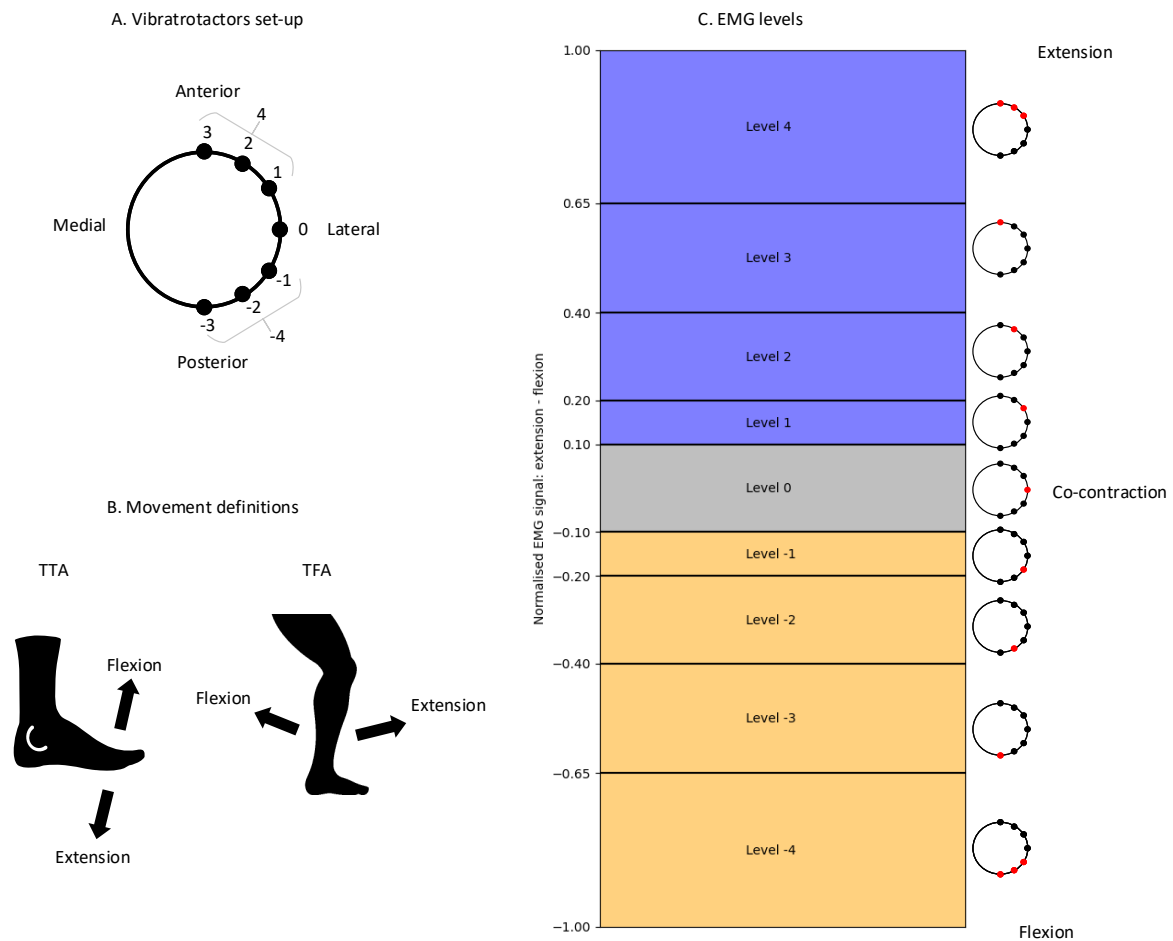 A. Vibratrotactors set-up
Anterior
4
3
2
1
Medial
0
Lateral
-1
-2
-3
-4
Posterior
B. Movement definitions
TTA
TFA
Flexion
Extension
Flexion
Extension
C. EMG levels
Normalised EMG signal: extension - flexion
1.00
0.65
0.40
0.20
0.10
−0.10
−0.20
−0.40
−0.65
−1.00
Level 4
Level 3
Level 2
Level 1
Level 0
Level -1
Level -2
Level -3
Level -4
Extension
Co-contraction
Flexion